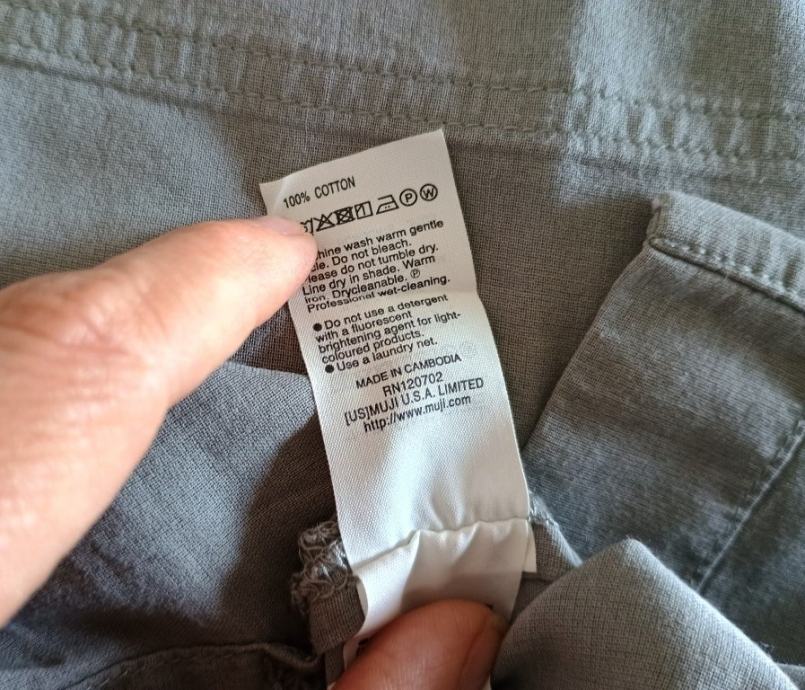 100% COTTON
P W
hine wash warm gentle
le. Do not bleach.
lease do not tumble dry.
Line dry in shade. Warm
iron. Drycleanable. Ⓟ
Professional wet-cleaning.
● Do not use a detergent
with a fluorescent
brightening agent for light-
coloured products.
● Use a laundry net.
MADE IN CAMBODIA
RN120702
[US]MUJI U.S.A. LIMITED
http://www.muji.com